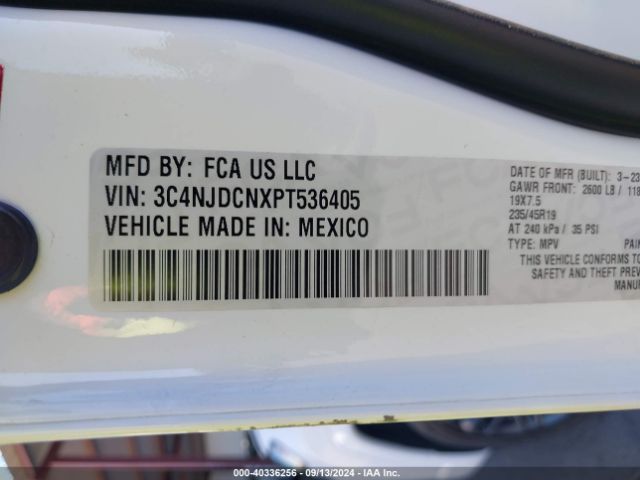 MFD BY: FCA US LLC
VIN: 3C4NJDCNXPT536405
VEHICLE MADE IN: MEXICO
DATE OF MFR (BUILT): 3-23
GAWR FRONT: 2600 LB / 118
19X7.5
235/45R19
AT 240 kPa / 35 PSI
TYPE: MPV PAIN
THIS VEHICLE CONFORMS TO
SAFETY AND THEFT PREV
MANU
000-40336256 - 09/13/2024 - IAA Inc.